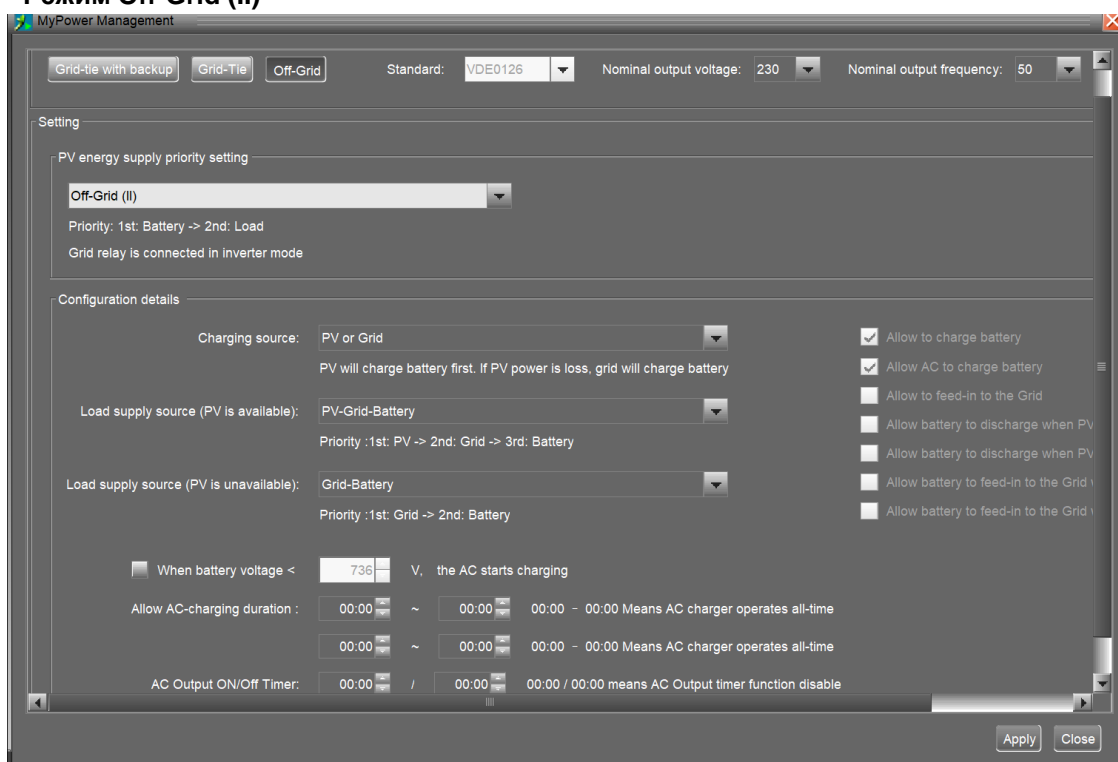 Режим Off-Grid (II)
MyPower Management
Grid-tie with backup Grid-Tie Off-Grid Standard: VDE0126 Nominal output voltage: 230 Nominal output frequency: 50
Setting
PV energy supply priority setting
Off-Grid (II)
Priority: 1st: Battery -> 2nd: Load
Grid relay is connected in inverter mode
Configuration details
Charging source: PV or Grid Allow to charge battery
PV will charge battery first. If PV power is loss, grid will charge battery Allow AC to charge battery
Allow to feed-in to the Grid
Load supply source (PV is available): PV-Grid-Battery
Allow battery to discharge when PV
Priority :1st: PV -> 2nd: Grid -> 3rd: Battery
Allow battery to discharge when PV
Load supply source (PV is unavailable): Grid-Battery Allow battery to feed-in to the Grid
Priority :1st: Grid -> 2nd: Battery Allow battery to feed-in to the Grid
When battery voltage < 736 V, the AC starts charging
Allow AC-charging duration : 00:00 ~ 00:00 00:00 - 00:00 Means AC charger operates all-time
00:00 ~ 00:00 00:00 - 00:00 Means AC charger operates all-time
AC Output ON/Off Timer: 00:00 / 00:00 00:00 / 00:00 means AC Output timer function disable
Apply Close